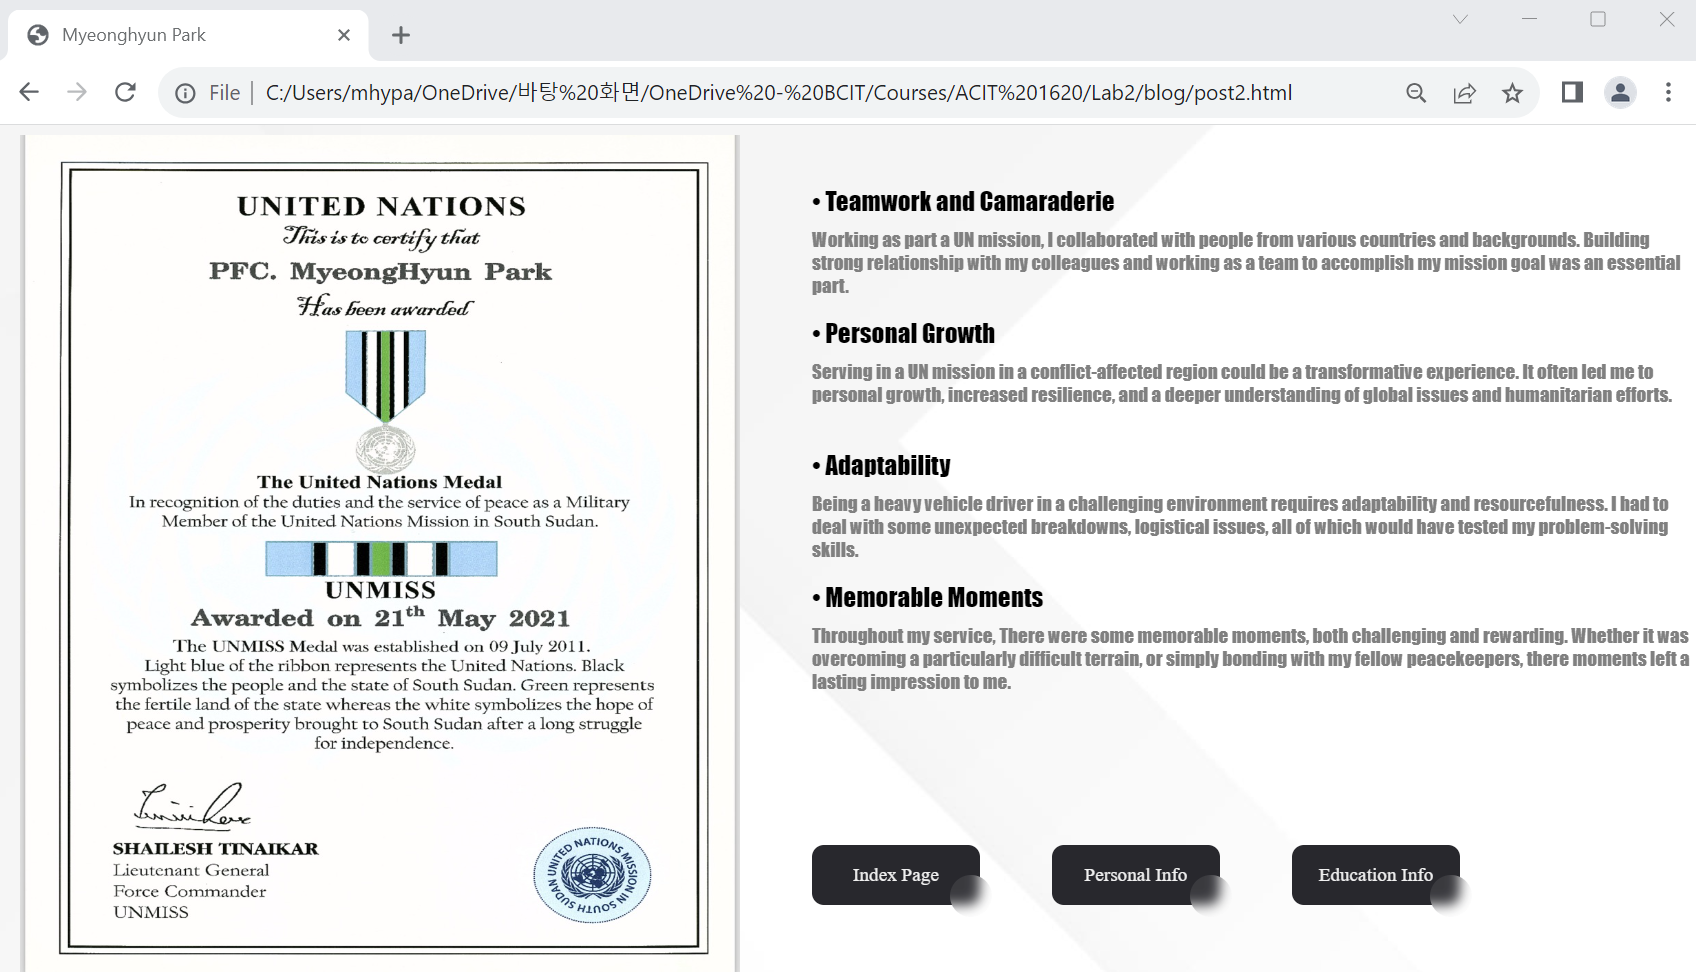 Myeonghyun Park
File
C:/Users/mhypa/OneDrive/바탕%20화면/OneDrive%20-%20BCIT/Courses/ACIT%201620/Lab2/blog/post2.html
UNITED NATIONS
This is to certify that
PFC. MyeongHyun Park
Has been awarded
The United Nations Medal
In recognition of the duties and the service of peace as a Military
Member of the United Nations Mission in South Sudan.
UNMISS
Awarded on 21th May 2021
The UNMISS Medal was established on 09 July 2011.
Light blue of the ribbon represents the United Nations. Black
symbolizes the people and the state of South Sudan. Green represents
the fertile land of the state whereas the white symbolizes the hope of
peace and prosperity brought to South Sudan after a long struggle
for independence.
SHAILESH TINAIKAR
Lieutenant General
Force Commander
UNMISS
UNITED NATIONS MISSION IN SOUTH SUDAN
• Teamwork and Camaraderie
Working as part a UN mission, I collaborated with people from various countries and backgrounds. Building
strong relationship with my colleagues and working as a team to accomplish my mission goal was an essential
part.
• Personal Growth
Serving in a UN mission in a conflict-affected region could be a transformative experience. It often led me to
personal growth, increased resilience, and a deeper understanding of global issues and humanitarian efforts.
• Adaptability
Being a heavy vehicle driver in a challenging environment requires adaptability and resourcefulness. I had to
deal with some unexpected breakdowns, logistical issues, all of which would have tested my problem-solving
skills.
• Memorable Moments
Throughout my service, There were some memorable moments, both challenging and rewarding. Whether it was
overcoming a particularly difficult terrain, or simply bonding with my fellow peacekeepers, there moments left a
lasting impression to me.
Index Page
Personal Info
Education Info